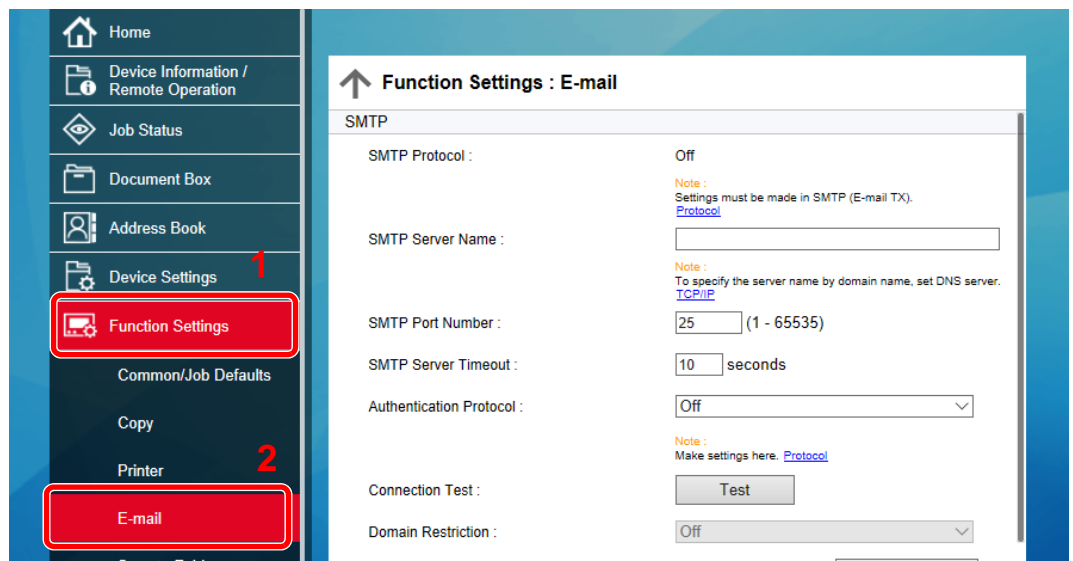 Home
Device Information /
Remote Operation
Job Status
Document Box
Address Book
1
Device Settings
Function Settings
Common/Job Defaults
Copy
2
Printer
E-mail
Function Settings : E-mail
SMTP
SMTP Protocol :
Off
Note :
Settings must be made in SMTP (E-mail TX).
Protocol
SMTP Server Name :
Note :
To specify the server name by domain name, set DNS server.
TCP/IP
SMTP Port Number :
25 (1 - 65535)
SMTP Server Timeout :
10 seconds
Authentication Protocol :
Off
Note :
Make settings here. Protocol
Connection Test :
Test
Domain Restriction :
Off